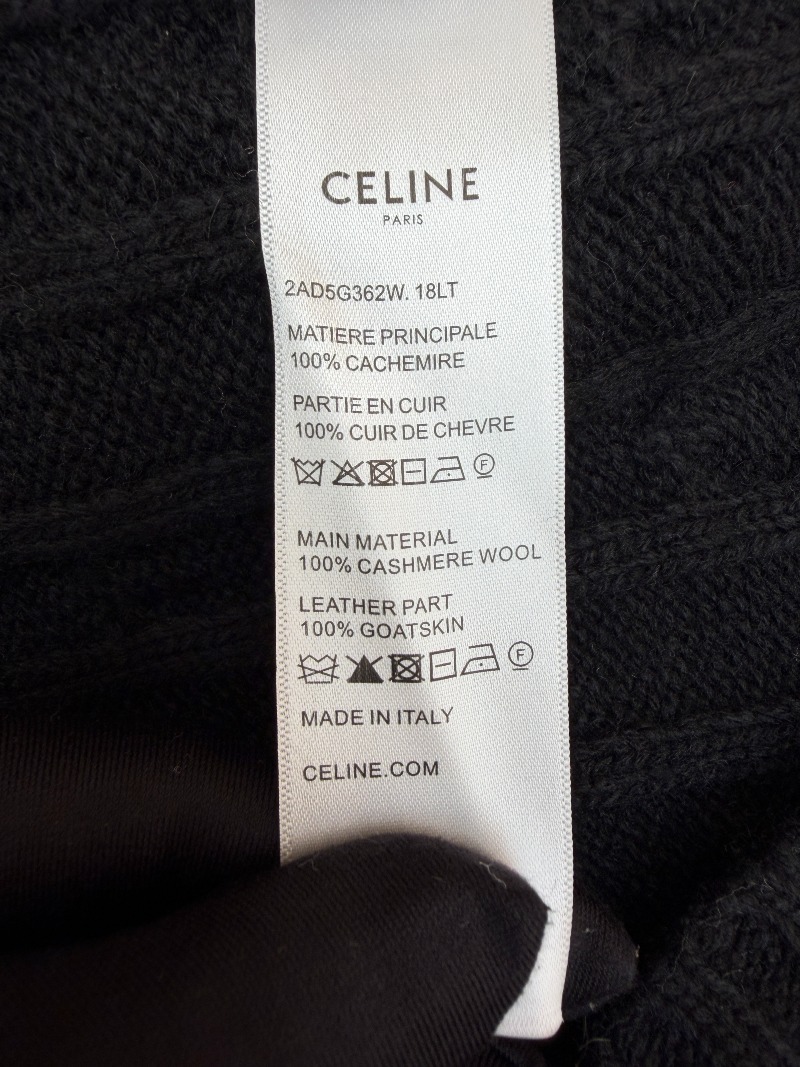 CELINE
PARIS
2AD5G362W. 18LT
MATIERE PRINCIPALE
100% CACHEMIRE
PARTIE EN CUIR
100% CUIR DE CHEVRE
F
MAIN MATERIAL
100% CASHMERE WOOL
LEATHER PART
100% GOATSKIN
F
MADE IN ITALY
CELINE.COM